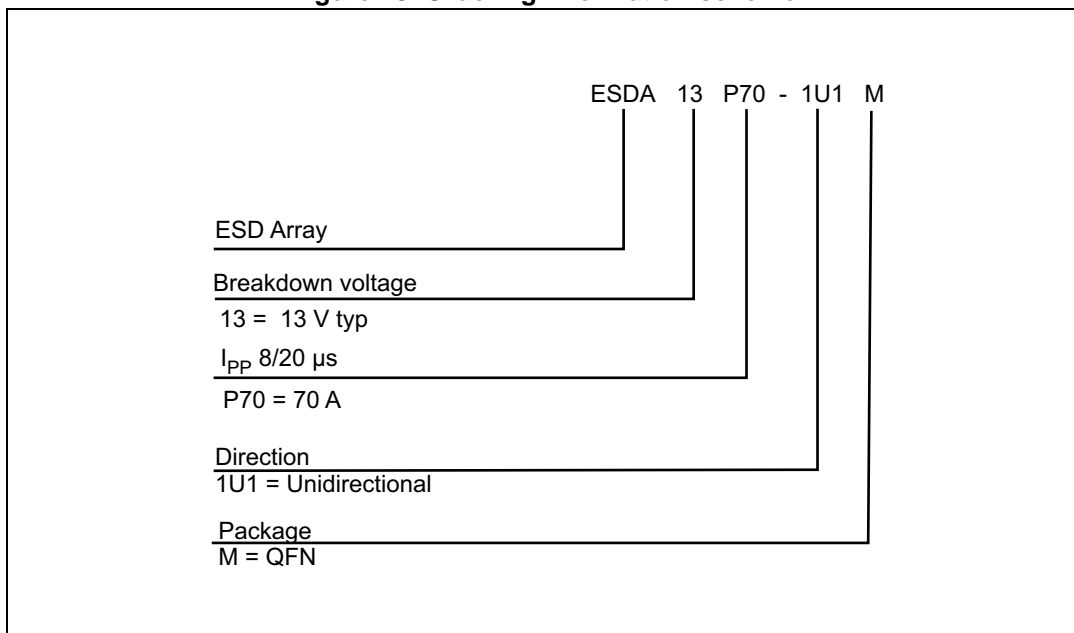 ESDA 13 P70 - 1U1 M
ESD Array
Breakdown voltage
13 = 13 V typ
IPP 8/20 µs
P70 = 70 A
Direction
1U1 = Unidirectional
Package
M = QFN